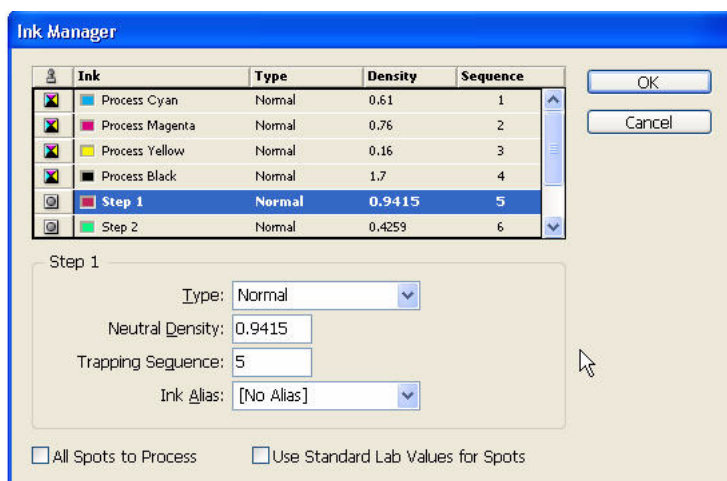 Ink Manager
Ink Type Density Sequence
Process Cyan Normal 0.61 1
Process Magenta Normal 0.76 2
Process Yellow Normal 0.16 3
Process Black Normal 1.7 4
Step 1 Normal 0.9415 5
Step 2 Normal 0.4259 6
OK
Cancel
Step 1
Type: Normal
Neutral Density: 0.9415
Trapping Sequence: 5
Ink Alias: [No Alias]
All Spots to Process Use Standard Lab Values for Spots